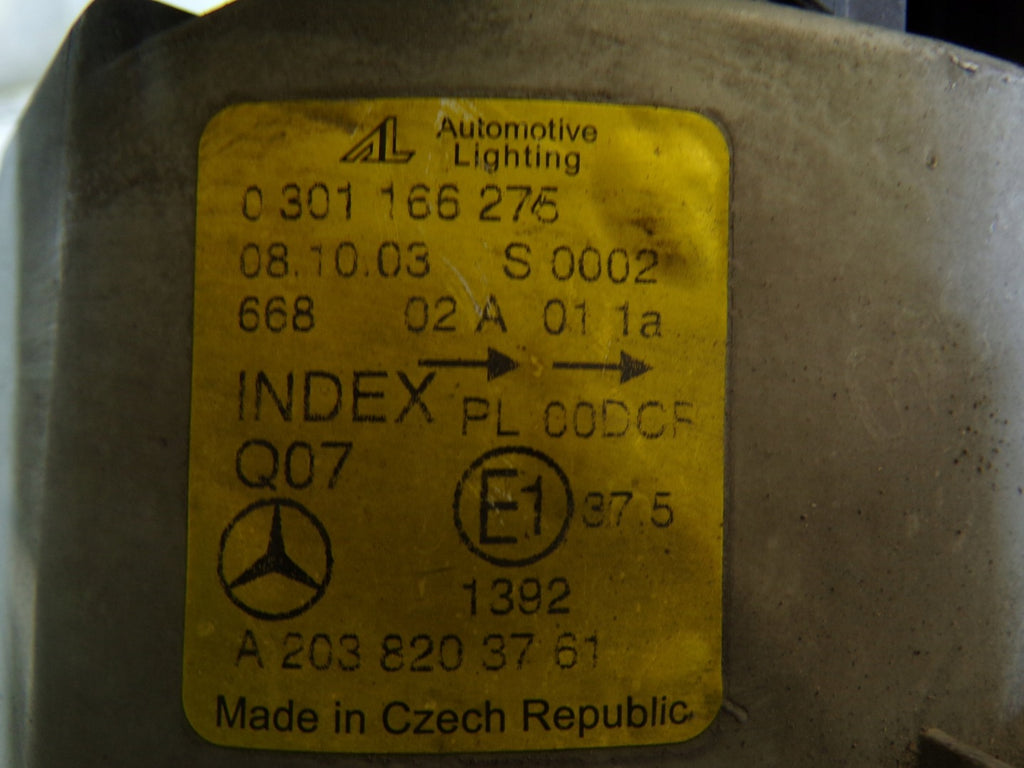 AL Automotive
Lighting
0 301 166 275
08.10.03 S 0002
668 02 A 01 1a
INDEX PL 00DCR
Q07
E1 37.5
1392
A 203 820 37 61
Made in Czech Republic